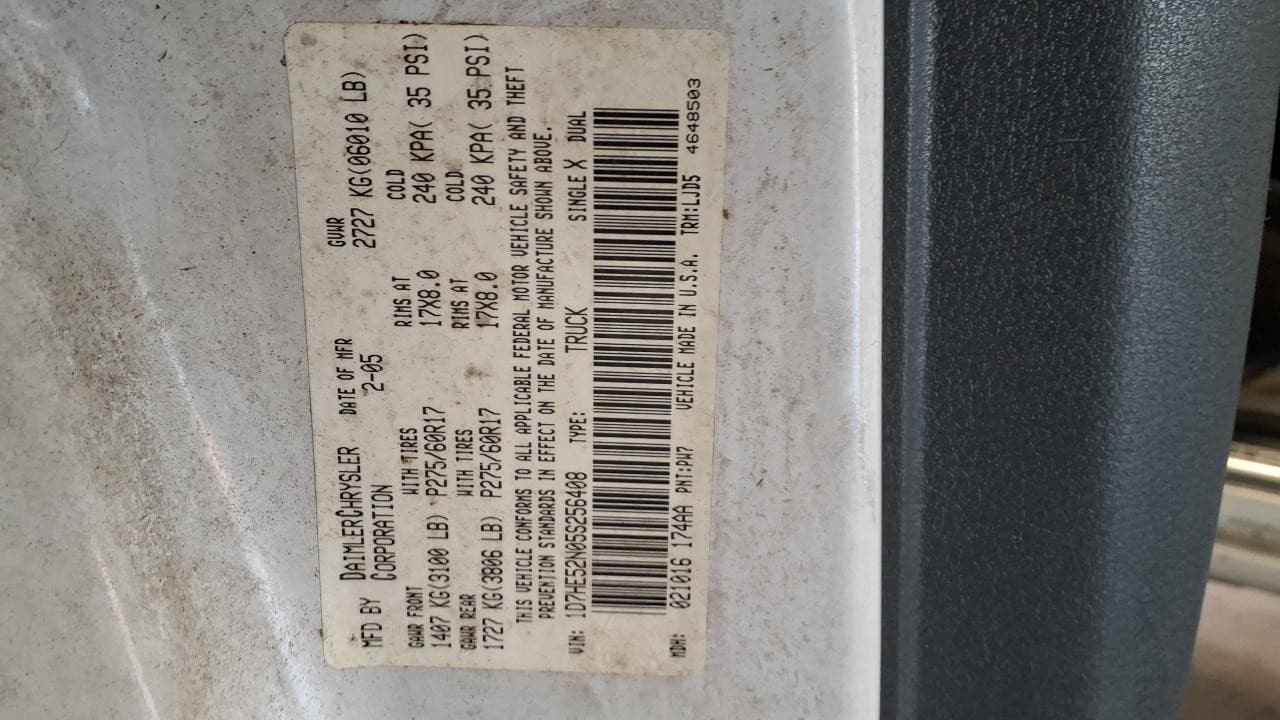 MFD BY DAIMLERCHRYSLER CORPORATION DATE OF MFR 2-05 GVWR 2727 KG(06010 LB)
GAWR FRONT WITH TIRES RIMS AT COLD
1407 KG(3100 LB) P275/60R17 17X8.0 240 KPA( 35 PSI)
GAWR REAR WITH TIRES RIMS AT COLD
1727 KG(3806 LB) P275/60R17 17X8.0 240 KPA( 35 PSI)
THIS VEHICLE CONFORMS TO ALL APPLICABLE FEDERAL MOTOR VEHICLE SAFETY AND THEFT
PREVENTION STANDARDS IN EFFECT ON THE DATE OF MANUFACTURE SHOWN ABOVE.
VIN: 1D7HE52N05S256408 TYPE: TRUCK SINGLE X DUAL
MDH: 021016 174AA PNT:PW7 VEHICLE MADE IN U.S.A. TRM:LJD5 4648503